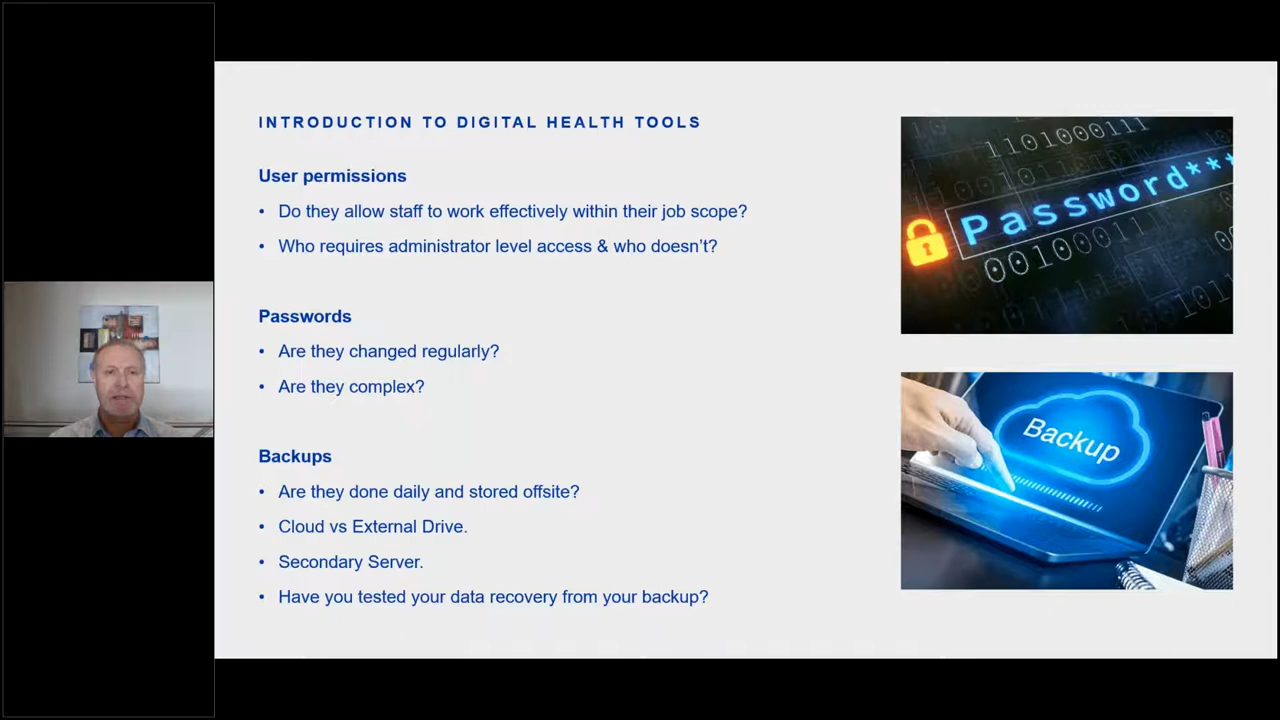 INTRODUCTION TO DIGITAL HEALTH TOOLS
User permissions
• Do they allow staff to work effectively within their job scope?
• Who requires administrator level access & who doesn't?
Passwords
• Are they changed regularly?
• Are they complex?
Backups
• Are they done daily and stored offsite?
• Cloud vs External Drive.
• Secondary Server.
• Have you tested your data recovery from your backup?
1101000111
Password***
00100011
Backup